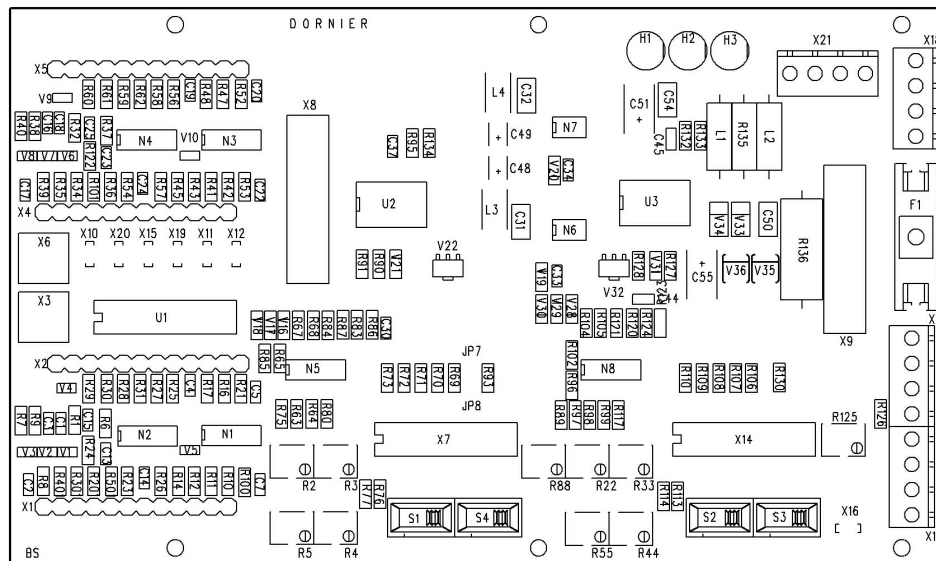 DORNIER
H1 H2 H3
X21
X18
X5
R60 R61 R59 R62 R58 R56 C19 R48 R47 R52 C20
V9
X8
L4 C32
C51 C54
R40 R38 C16 C18 R32 C25 R37
N4 V10 N3
C49 N7
C45 R132 R133 L1 R135 L2
V8 V7 V6 R122 C23
R95 R134
C48 V20 C34
C17 R39 R35 R34 R101 R36 R54 C24 R57 R45 R43 R41 R42 R53 C22
X4
U2
L3 C31
U3
V34 V33 C50
F1
X6 X10 X20 X15 X19 X11 X12
N6
R136
R91 R90 V21 V22
V19 C33
V32 R128 V31 R127 C55 V36 V35
X3
U1
V30 V29 V28
V18 V17 V16 R67 R68 R84 R87 R83 R86 C30
R104 R105 R121 R120 R124
X9
X2
R85 R65 N5
JP7
R102 N8
V4 R29 R30 R28 R31 R27 R25 C4 R17 R16 R21 C5
R73 R72 R71 R70 R69 R93
R110 R109 R108 R107 R106 R130
R7 R9 C3 C1 R1 C15 R6
R75 R63 R64 R80
JP8
R89 R97 R98 R99 R117
R125 R126
N2 N1
X7
X14
V3 V2 V1 R24 C13 V5
R2 R3
R88 R22 R33
C2 R8 R40 R301 R20 R50 R23 C14 R26 R14 R12 R11 R10 R100 C7
R77 R76
R114 R113
X1
S1 S4
S2 S3
X16
R5 R4
R55 R44
BS